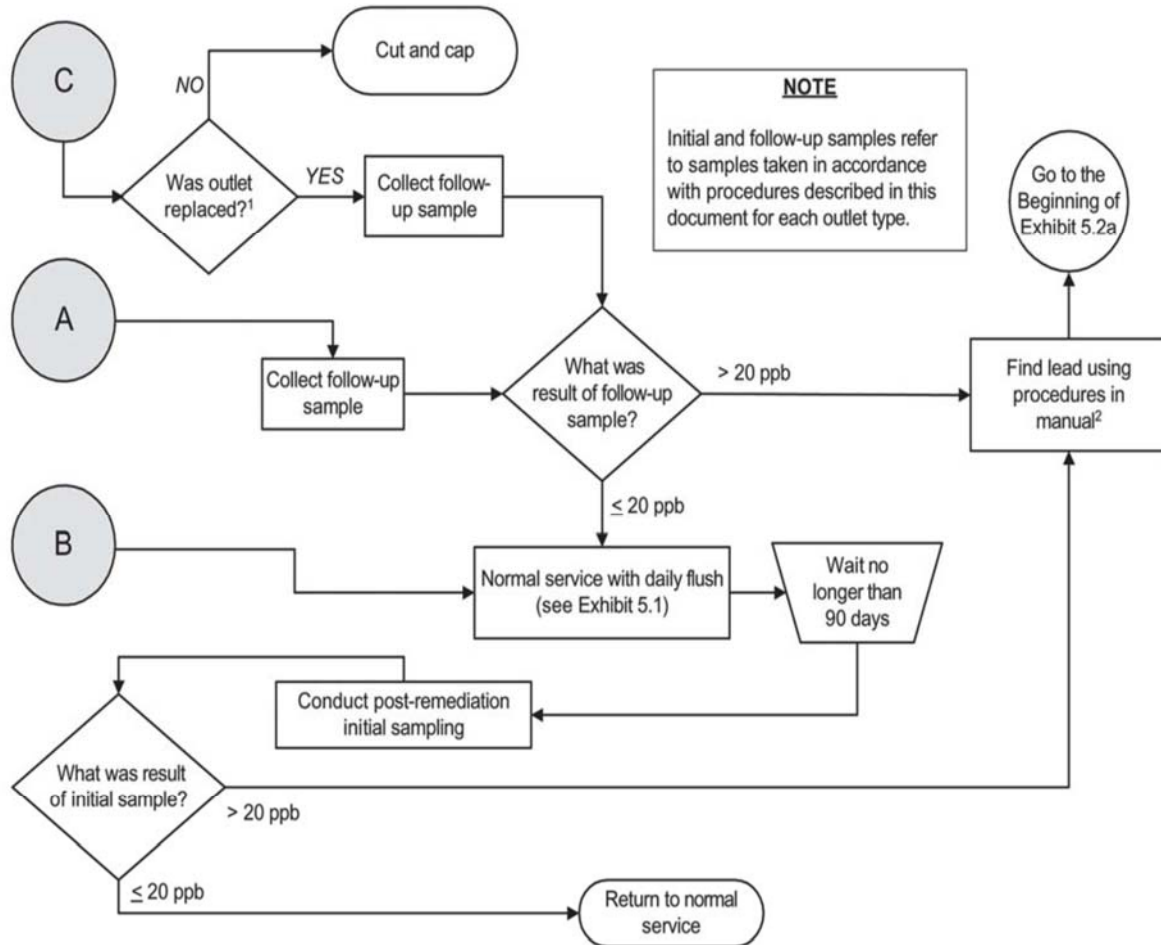 Cut and cap
C
NO
NOTE
Initial and follow-up samples refer
to samples taken in accordance
with procedures described in this
document for each outlet type.
Go to the
Beginning of
Exhibit 5.2a
Was outlet
replaced?¹
YES
Collect follow-
up sample
A
Collect follow-up
sample
What was
result of follow-up
sample?
> 20 ppb
Find lead using
procedures in
manual²
≤ 20 ppb
B
Normal service with daily flush
(see Exhibit 5.1)
Wait no
longer than
90 days
Conduct post-remediation
initial sampling
What was result
of initial sample?
> 20 ppb
≤ 20 ppb
Return to normal
service